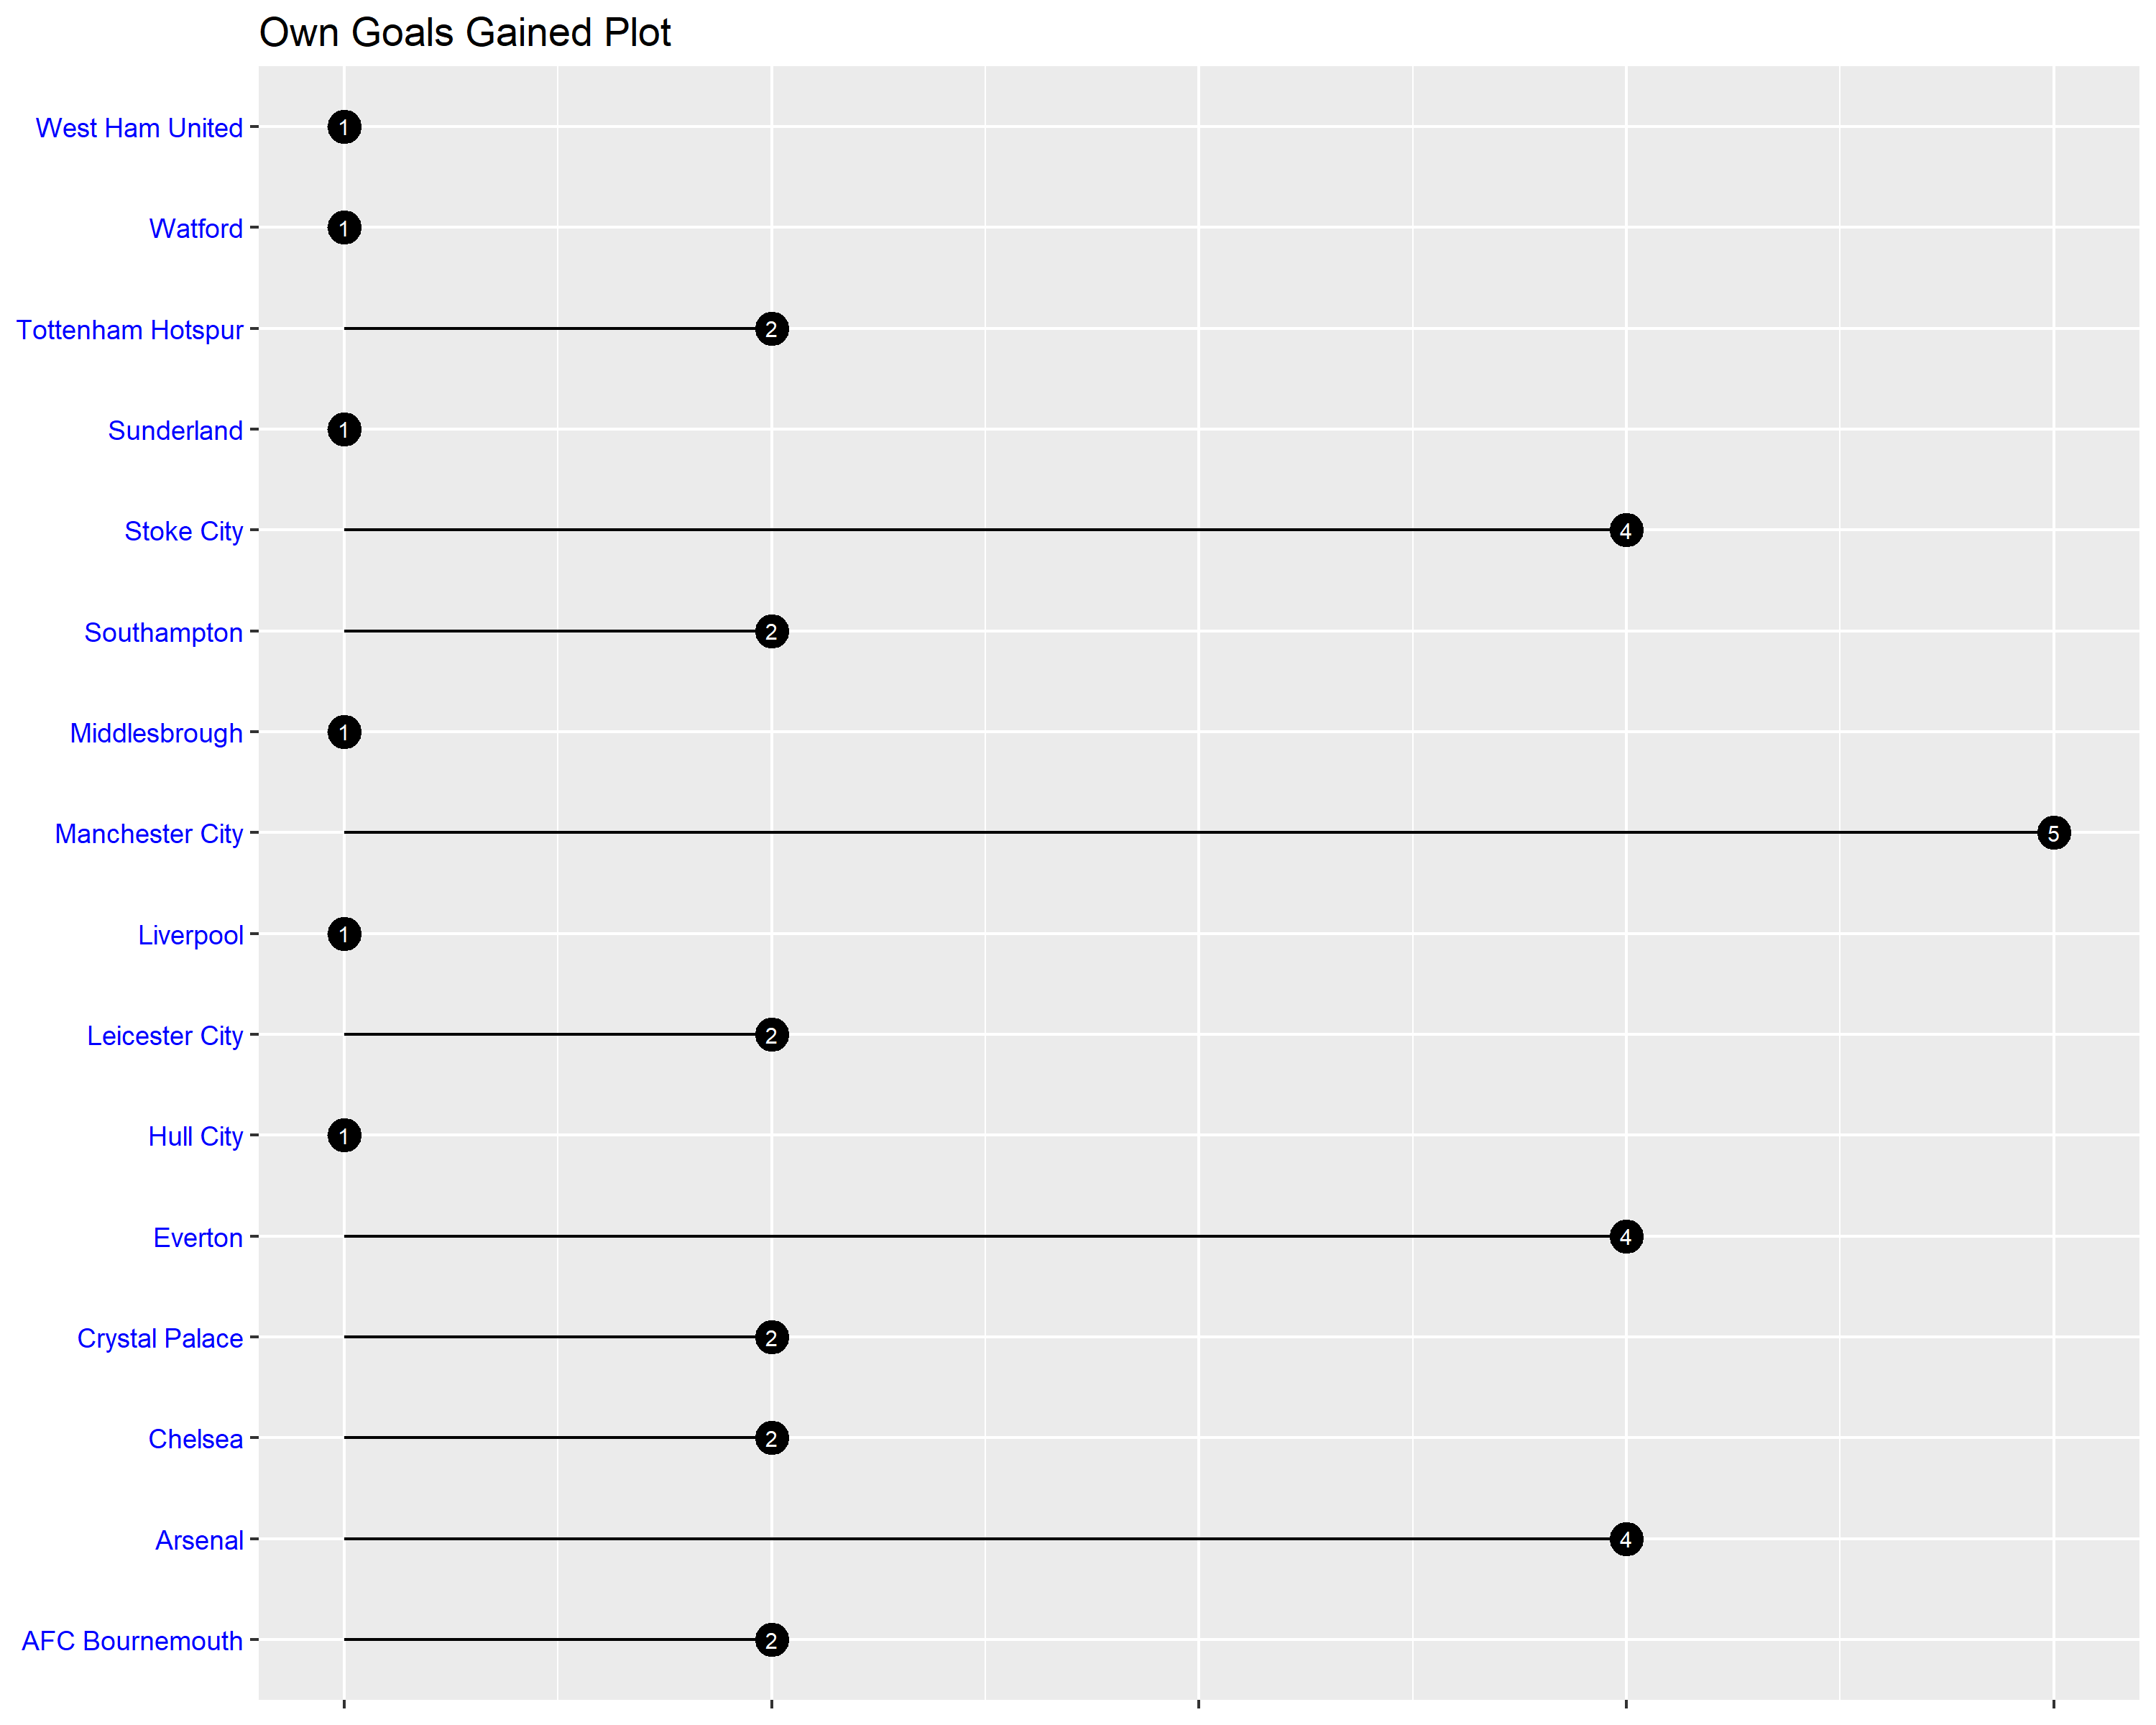 Own Goals Gained Plot
West Ham United 1
Watford 1
Tottenham Hotspur 2
Sunderland 1
Stoke City 4
Southampton 2
Middlesbrough 1
Manchester City 5
Liverpool 1
Leicester City 2
Hull City 1
Everton 4
Crystal Palace 2
Chelsea 2
Arsenal 4
AFC Bournemouth 2